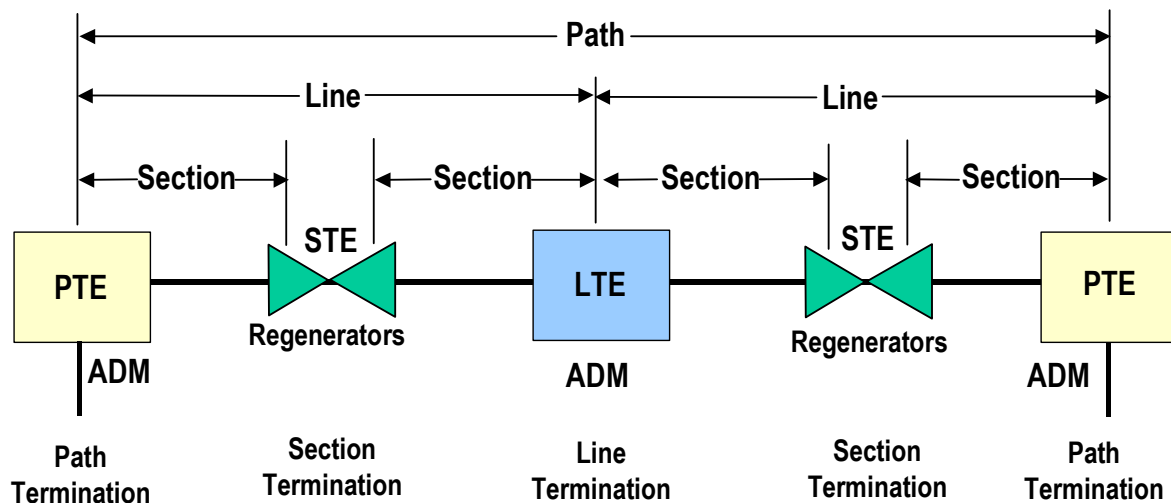 Path
Line Line
Section Section Section Section
STE STE
PTE LTE PTE
Regenerators Regenerators
ADM ADM ADM
Path Section Line Section Path
Termination Termination Termination Termination Termination